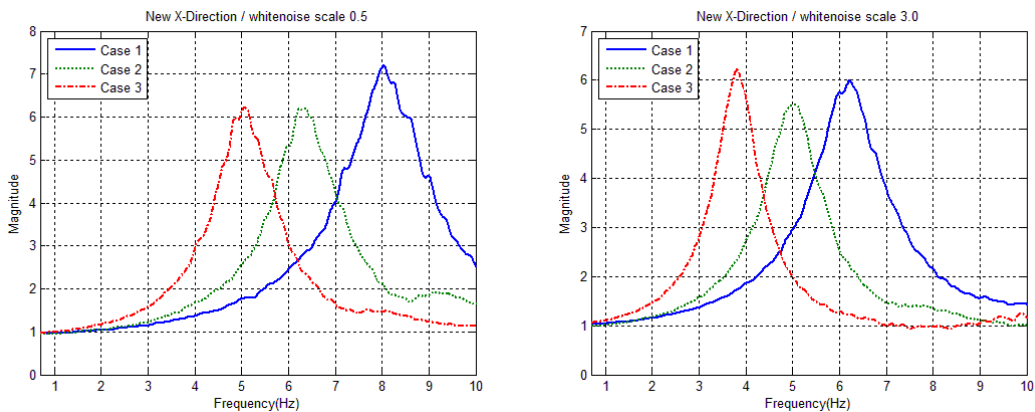 New X-Direction / whitenoise scale 0.5
8
7
6
5
4
3
2
1
0
Magnitude
Case 1
Case 2
Case 3
1 2 3 4 5 6 7 8 9 10
Frequency(Hz)
New X-Direction / whitenoise scale 3.0
7
6
5
4
3
2
1
0
Magnitude
Case 1
Case 2
Case 3
1 2 3 4 5 6 7 8 9 10
Frequency(Hz)